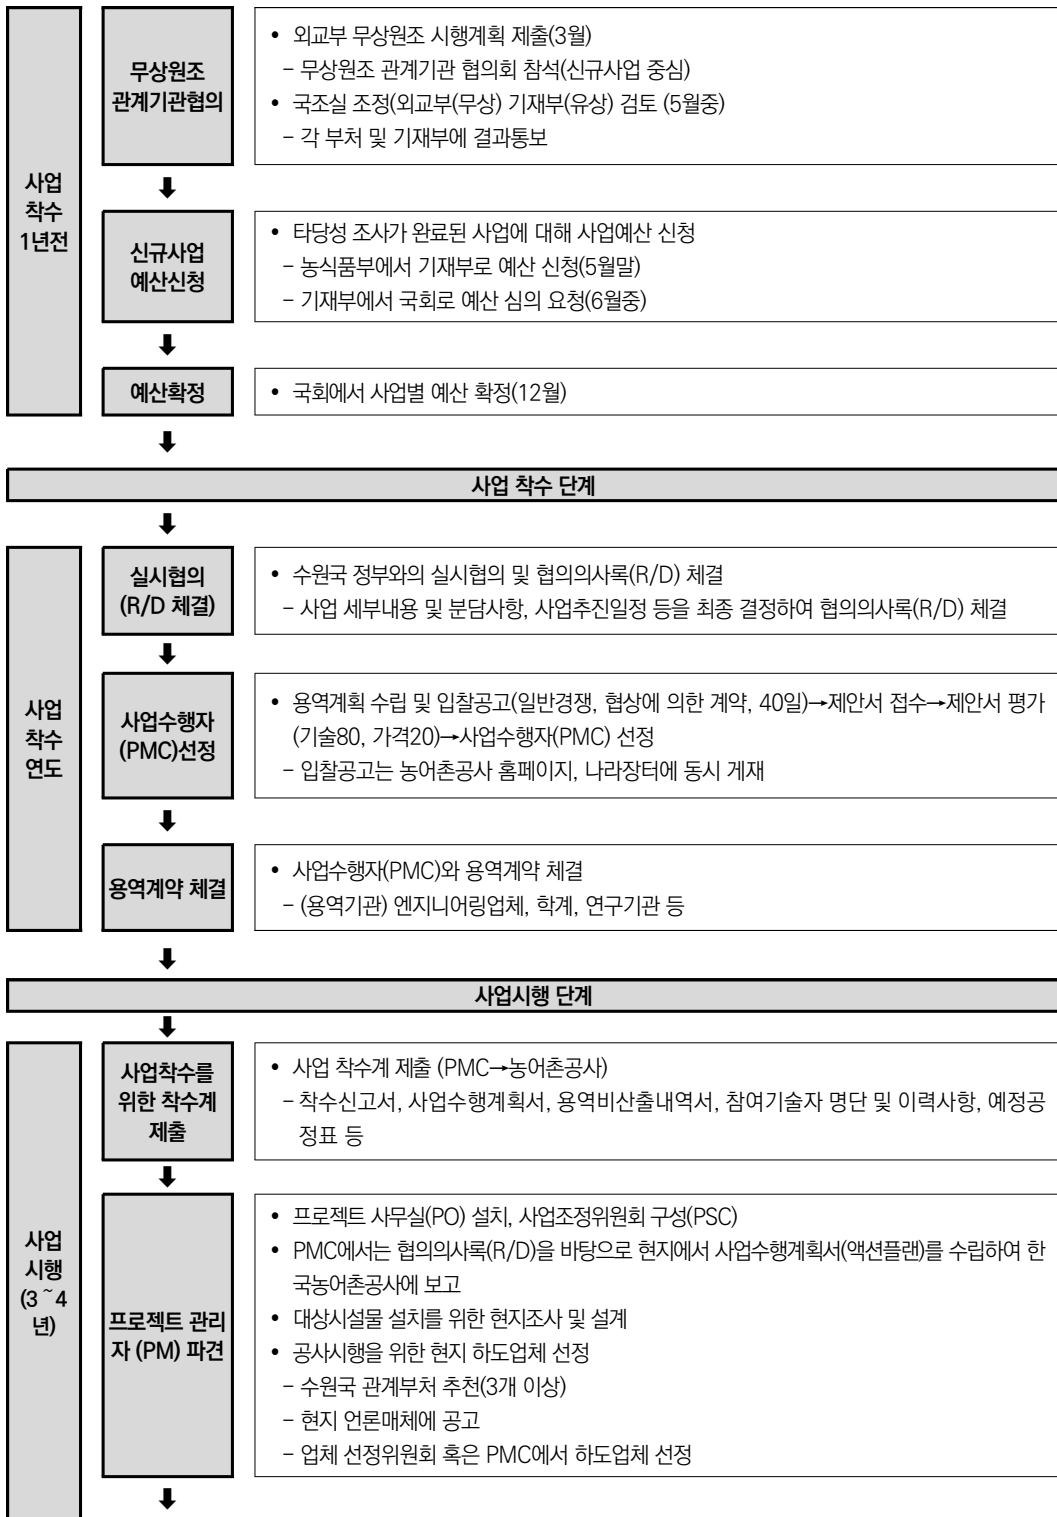 사업
착수
1년전
무상원조
관계기관협의
• 외교부 무상원조 시행계획 제출(3월)
- 무상원조 관계기관 협의회 참석(신규사업 중심)
• 국조실 조정(외교부(무상) 기재부(유상) 검토 (5월중)
- 각 부처 및 기재부에 결과통보
⬇
신규사업
예산신청
• 타당성 조사가 완료된 사업에 대해 사업예산 신청
- 농식품부에서 기재부로 예산 신청(5월말)
- 기재부에서 국회로 예산 심의 요청(6월중)
⬇
예산확정
• 국회에서 사업별 예산 확정(12월)
⬇
사업 착수 단계
⬇
사업
착수
연도
실시협의
(R/D 체결)
• 수원국 정부와의 실시협의 및 협의의사록(R/D) 체결
- 사업 세부내용 및 분담사항, 사업추진일정 등을 최종 결정하여 협의의사록(R/D) 체결
⬇
사업수행자
(PMC)선정
• 용역계획 수립 및 입찰공고(일반경쟁, 협상에 의한 계약, 40일)→제안서 접수→제안서 평가
(기술80, 가격20)→사업수행자(PMC) 선정
- 입찰공고는 농어촌공사 홈페이지, 나라장터에 동시 게재
⬇
용역계약 체결
• 사업수행자(PMC)와 용역계약 체결
- (용역기관) 엔지니어링업체, 학계, 연구기관 등
⬇
사업시행 단계
⬇
사업
시행
(3~4
년)
사업착수를
위한 착수계
제출
• 사업 착수계 제출 (PMC→농어촌공사)
- 착수신고서, 사업수행계획서, 용역비산출내역서, 참여기술자 명단 및 이력사항, 예정공
정표 등
⬇
프로젝트 관리
자 (PM) 파견
• 프로젝트 사무실(PO) 설치, 사업조정위원회 구성(PSC)
• PMC에서는 협의의사록(R/D)을 바탕으로 현지에서 사업수행계획서(액션플랜)를 수립하여 한
국농어촌공사에 보고
• 대상시설물 설치를 위한 현지조사 및 설계
• 공사시행을 위한 현지 하도업체 선정
- 수원국 관계부처 추천(3개 이상)
- 현지 언론매체에 공고
- 업체 선정위원회 혹은 PMC에서 하도업체 선정
⬇